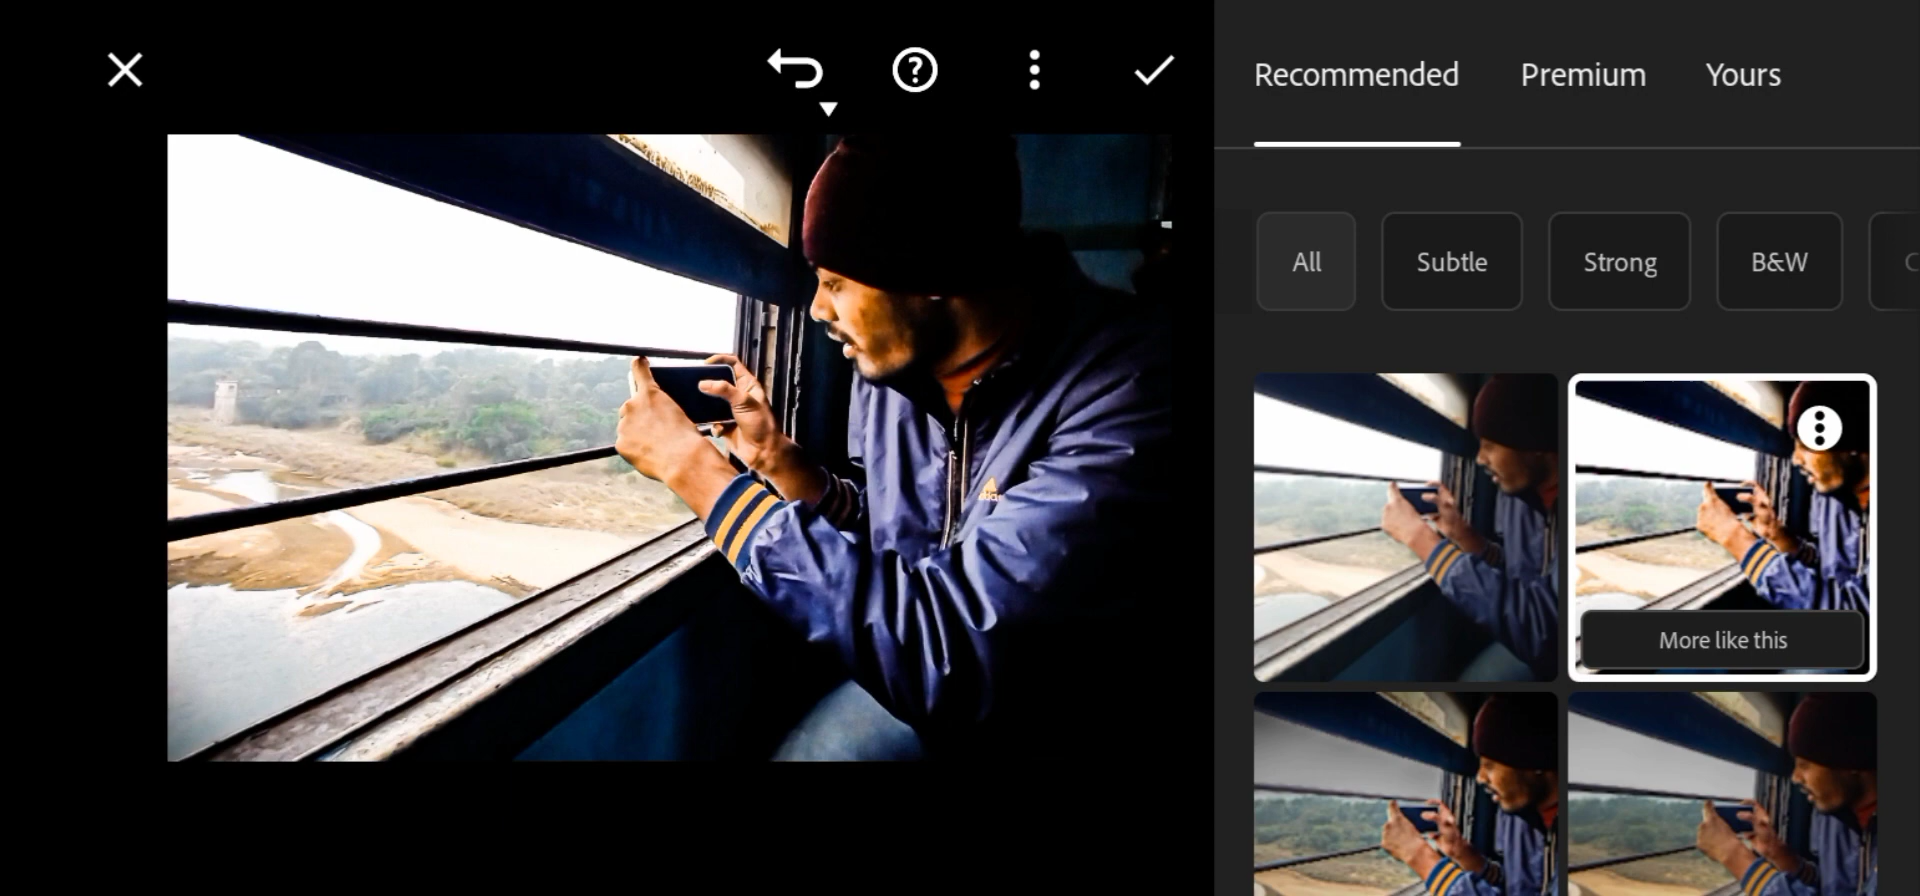 Recommended
Premium
Yours
All
Subtle
Strong
B&W
More like this